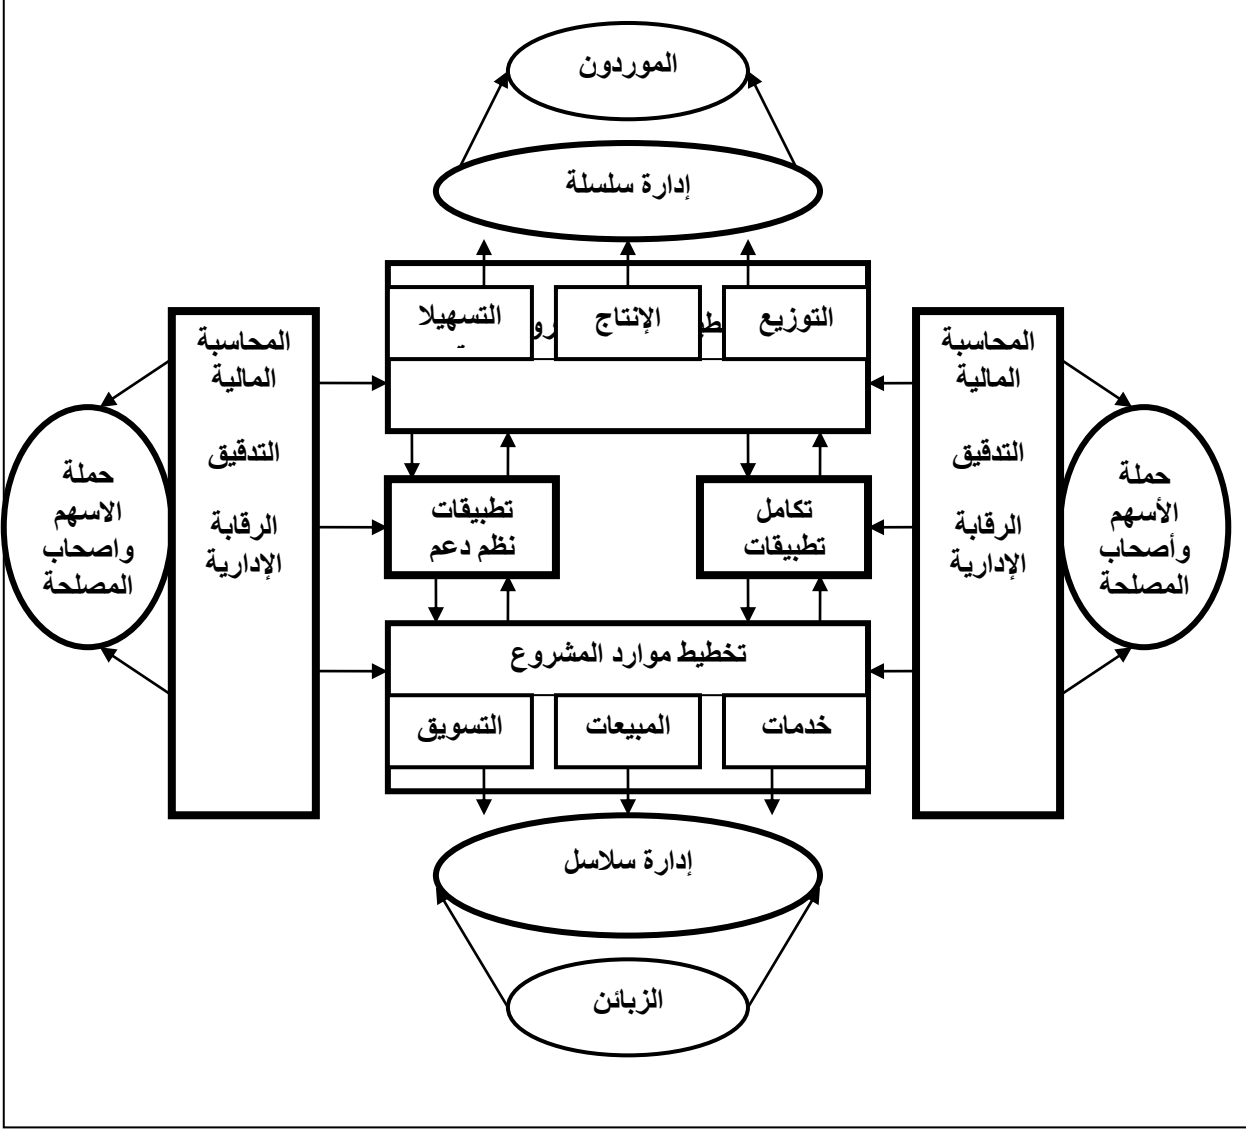 الموردون
إدارة سلسلة
التوزيع
الإنتاج
التسهيلا
المحاسبة
المالية
التدقيق
الرقابة
الإدارية
المحاسبة
المالية
التدقيق
الرقابة
الإدارية
حملة
الأسهم
وأصحاب
المصلحة
حملة
الاسهم
واصحاب
المصلحة
تكامل
تطبيقات
تطبيقات
نظم دعم
تخطيط موارد المشروع
خدمات
المبيعات
التسويق
إدارة سلاسل
الزبائن